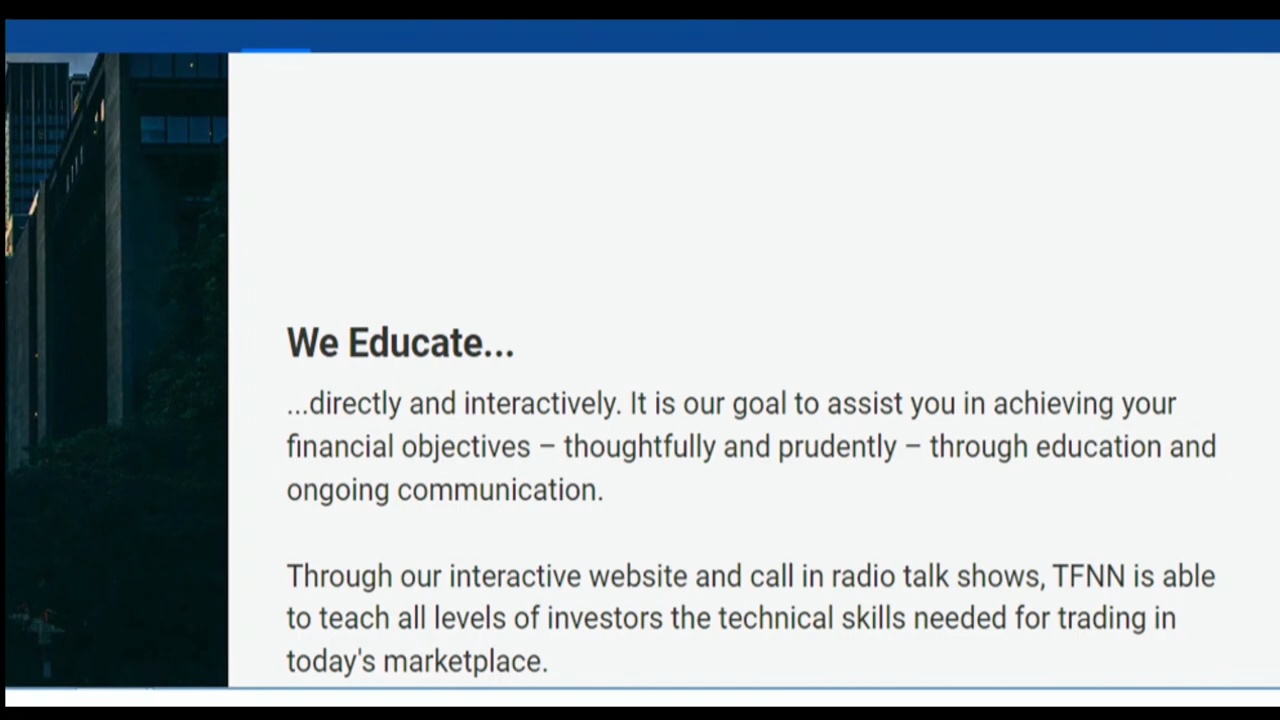 We Educate...
...directly and interactively. It is our goal to assist you in achieving your
financial objectives – thoughtfully and prudently – through education and
ongoing communication.
Through our interactive website and call in radio talk shows, TFNN is able
to teach all levels of investors the technical skills needed for trading in
today's marketplace.